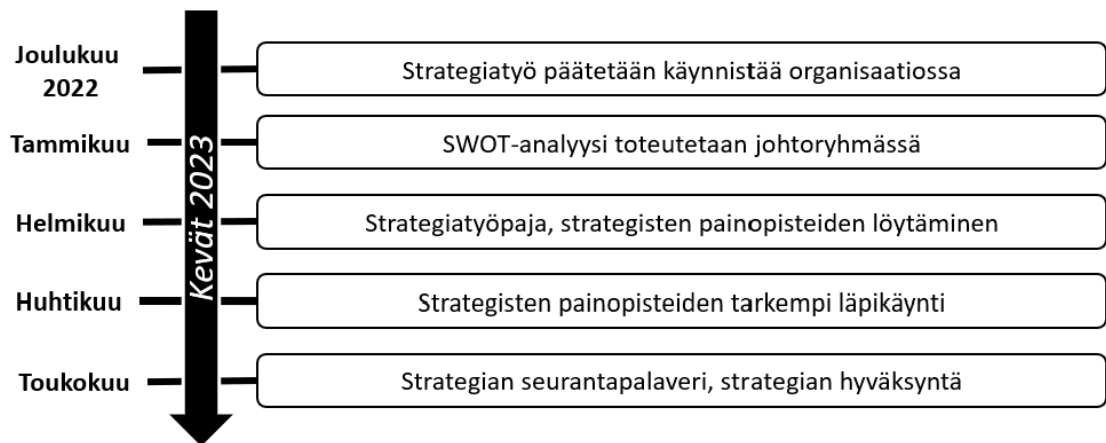 Joulukuu
2022
Strategiatyö päätetään käynnistää organisaatiossa
Tammikuu
SWOT-analyysi toteutetaan johtoryhmässä
Kevät 2023
Helmikuu
Strategiatyöpaja, strategisten painopisteiden löytäminen
Huhtikuu
Strategisten painopisteiden tarkempi läpikäynti
Toukokuu
Strategian seurantapalaveri, strategian hyväksyntä